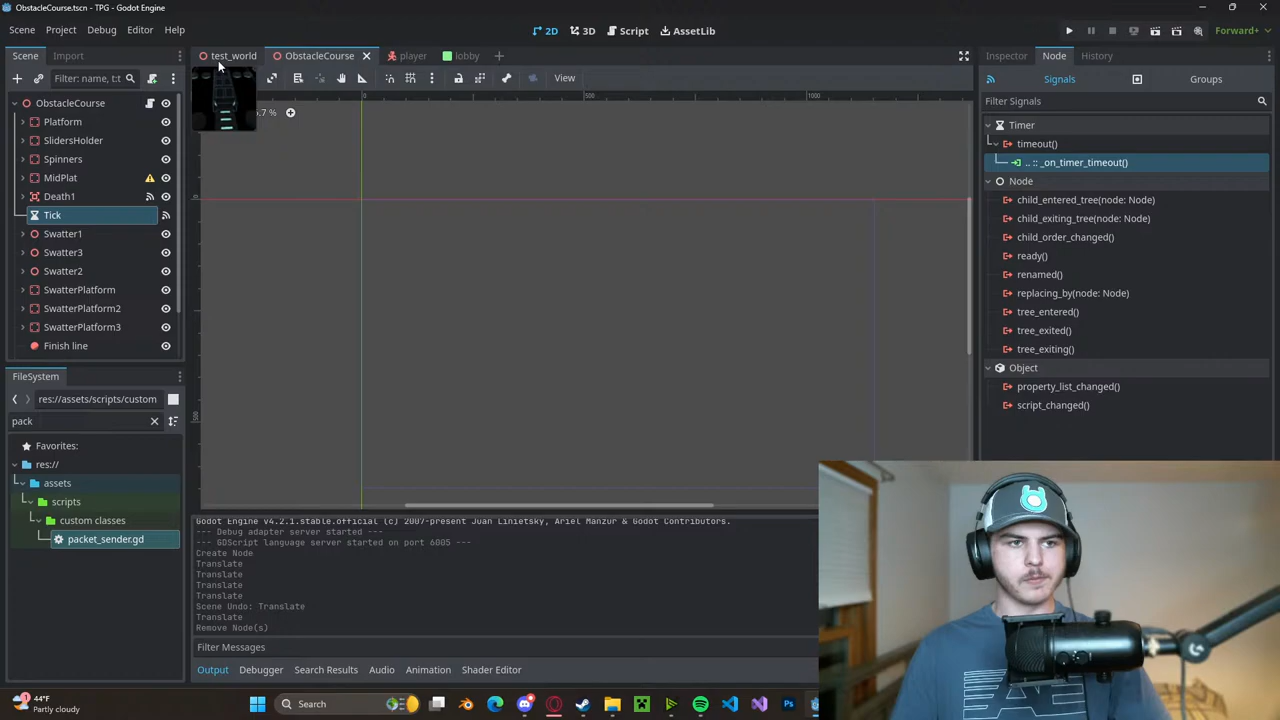 ObstacleCourse.tscn - TPG - Godot Engine
Scene Project Debug Editor Help
2D 3D Script AssetLib
Forward+
Scene Import
test_world ObstacleCourse player lobby
Inspector Node History
Filter: name, t:t
View
Signals Groups
Filter Signals
ObstacleCourse
Platform
SlidersHolder
Spinners
MidPlat
Death1
Tick
Swatter1
Swatter3
Swatter2
SwatterPlatform
SwatterPlatform2
SwatterPlatform3
Finish line
0 500 1000
0
500
Timer
timeout()
.. :: _on_timer_timeout()
Node
child_entered_tree(node: Node)
child_exiting_tree(node: Node)
child_order_changed()
ready()
renamed()
replacing_by(node: Node)
tree_entered()
tree_exited()
tree_exiting()
Object
property_list_changed()
script_changed()
FileSystem
res://assets/scripts/custom
pack
Favorites:
res://
assets
scripts
custom classes
packet_sender.gd
Godot Engine v4.2.1.stable.official (c) 2007-present Juan Linietsky, Ariel Manzur & Godot Contributors.
--- Debug adapter server started ---
--- GDScript language server started on port 6005 ---
Create Node
Translate
Translate
Translate
Translate
Scene Undo: Translate
Translate
Remove Node(s)
Filter Messages
Output Debugger Search Results Audio Animation Shader Editor
44°F
Partly cloudy
Search